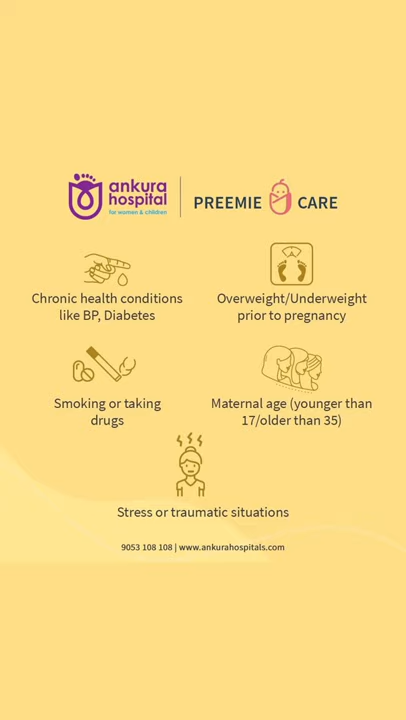 ankura
hospital
for women & children
PREEMIE CARE
Chronic health conditions
like BP, Diabetes
Overweight/Underweight
prior to pregnancy
Smoking or taking
drugs
Maternal age (younger than
17/older than 35)
Stress or traumatic situations
9053 108 108 | www.ankurahospitals.com